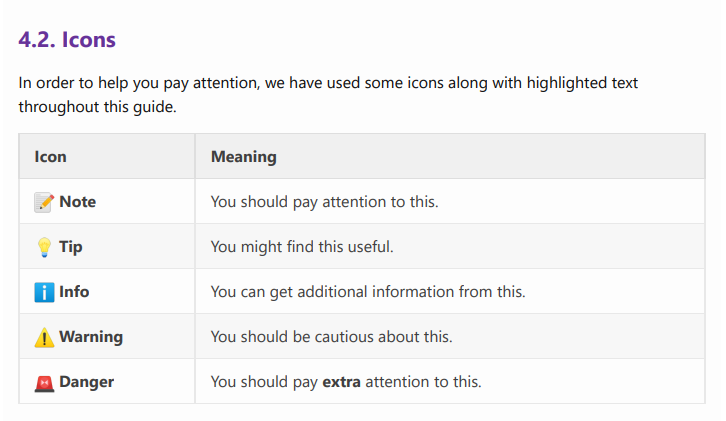 4.2. Icons
In order to help you pay attention, we have used some icons along with highlighted text
throughout this guide.
Icon Meaning
Note You should pay attention to this.
Tip You might find this useful.
Info You can get additional information from this.
Warning You should be cautious about this.
Danger You should pay extra attention to this.